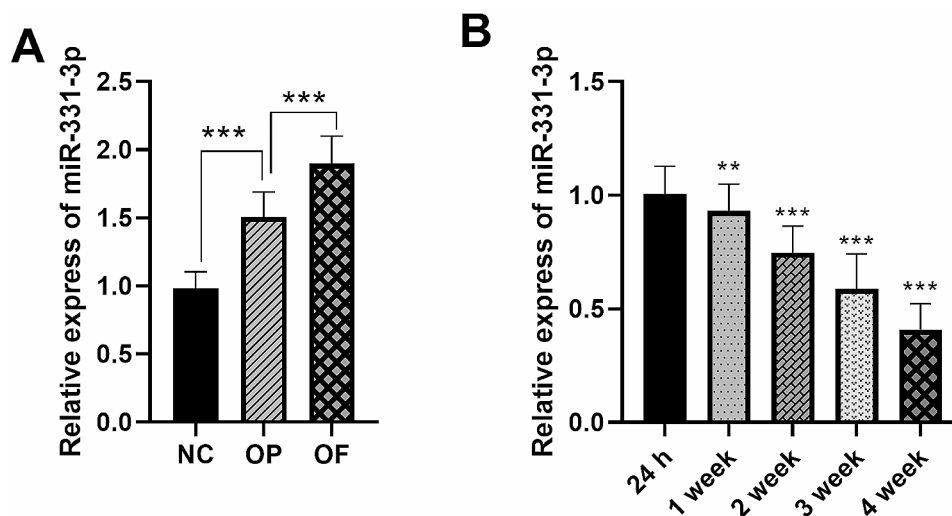 A
Relative express of miR-331-3p
2.5
2.0
1.5
1.0
0.5
0.0
***
***
NC OP OF
B
Relative express of miR-331-3p
1.5
1.0
0.5
0.0
**
***
***
***
24 h
1 week
2 week
3 week
4 week